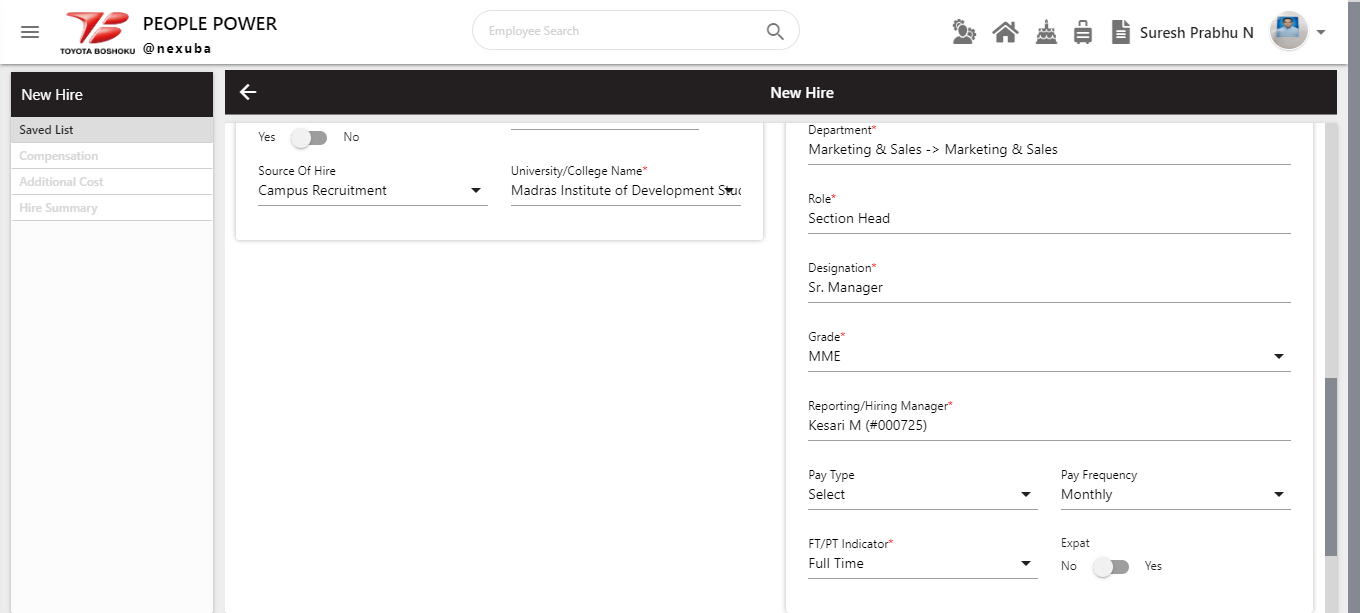 PEOPLE POWER
TOYOTA BOSHOKU
@nexuba
Employee Search
Suresh Prabhu N
New Hire
Saved List
Compensation
Additional Cost
Hire Summary
New Hire
Yes No
Source Of Hire
Campus Recruitment
University/College Name*
Madras Institute of Development Stud
Department*
Marketing & Sales -> Marketing & Sales
Role*
Section Head
Designation*
Sr. Manager
Grade*
MME
Reporting/Hiring Manager*
Kesari M (#000725)
Pay Type
Select
Pay Frequency
Monthly
FT/PT Indicator*
Full Time
Expat
No Yes